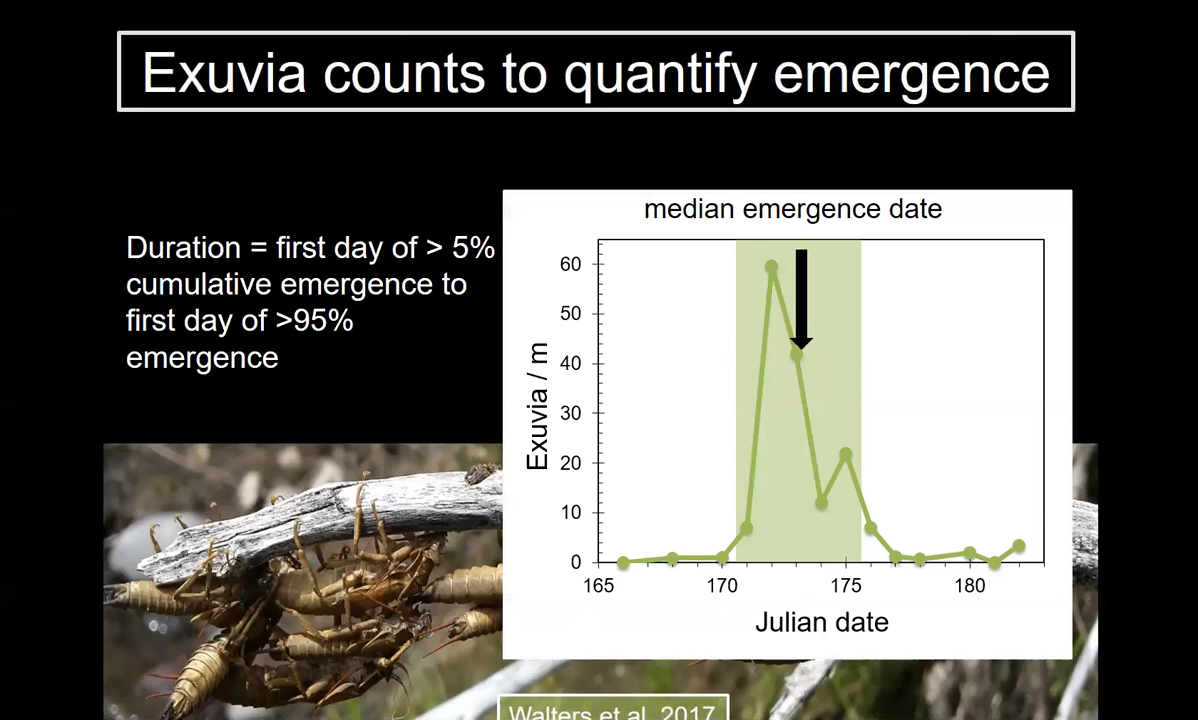 Exuvia counts to quantify emergence
Duration = first day of > 5%
cumulative emergence to
first day of >95%
emergence
median emergence date
60
50
40
30
20
10
0
Exuvia / m
165 170 175 180
Julian date
Walters et al. 2017